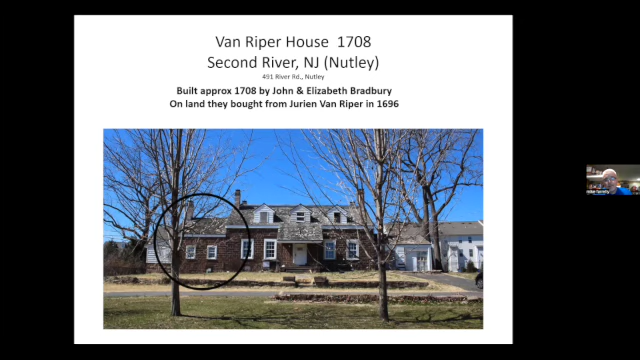 Van Riper House 1708
Second River, NJ (Nutley)
491 River Rd., Nutley
Built approx 1708 by John & Elizabeth Bradbury
On land they bought from Jurien Van Riper in 1696